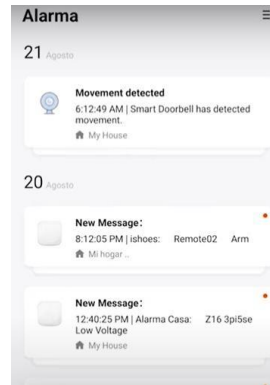 Alarma
21 Agosto
Movement detected
6:12:49 AM | Smart Doorbell has detected
movement.
My House
20 Agosto
New Message:
8:12:05 PM | ishoes: Remote02 Arm
Mi hogar ..
New Message:
12:40:25 PM | Alarma Casa: Z16 3pi5se
Low Voltage
My House